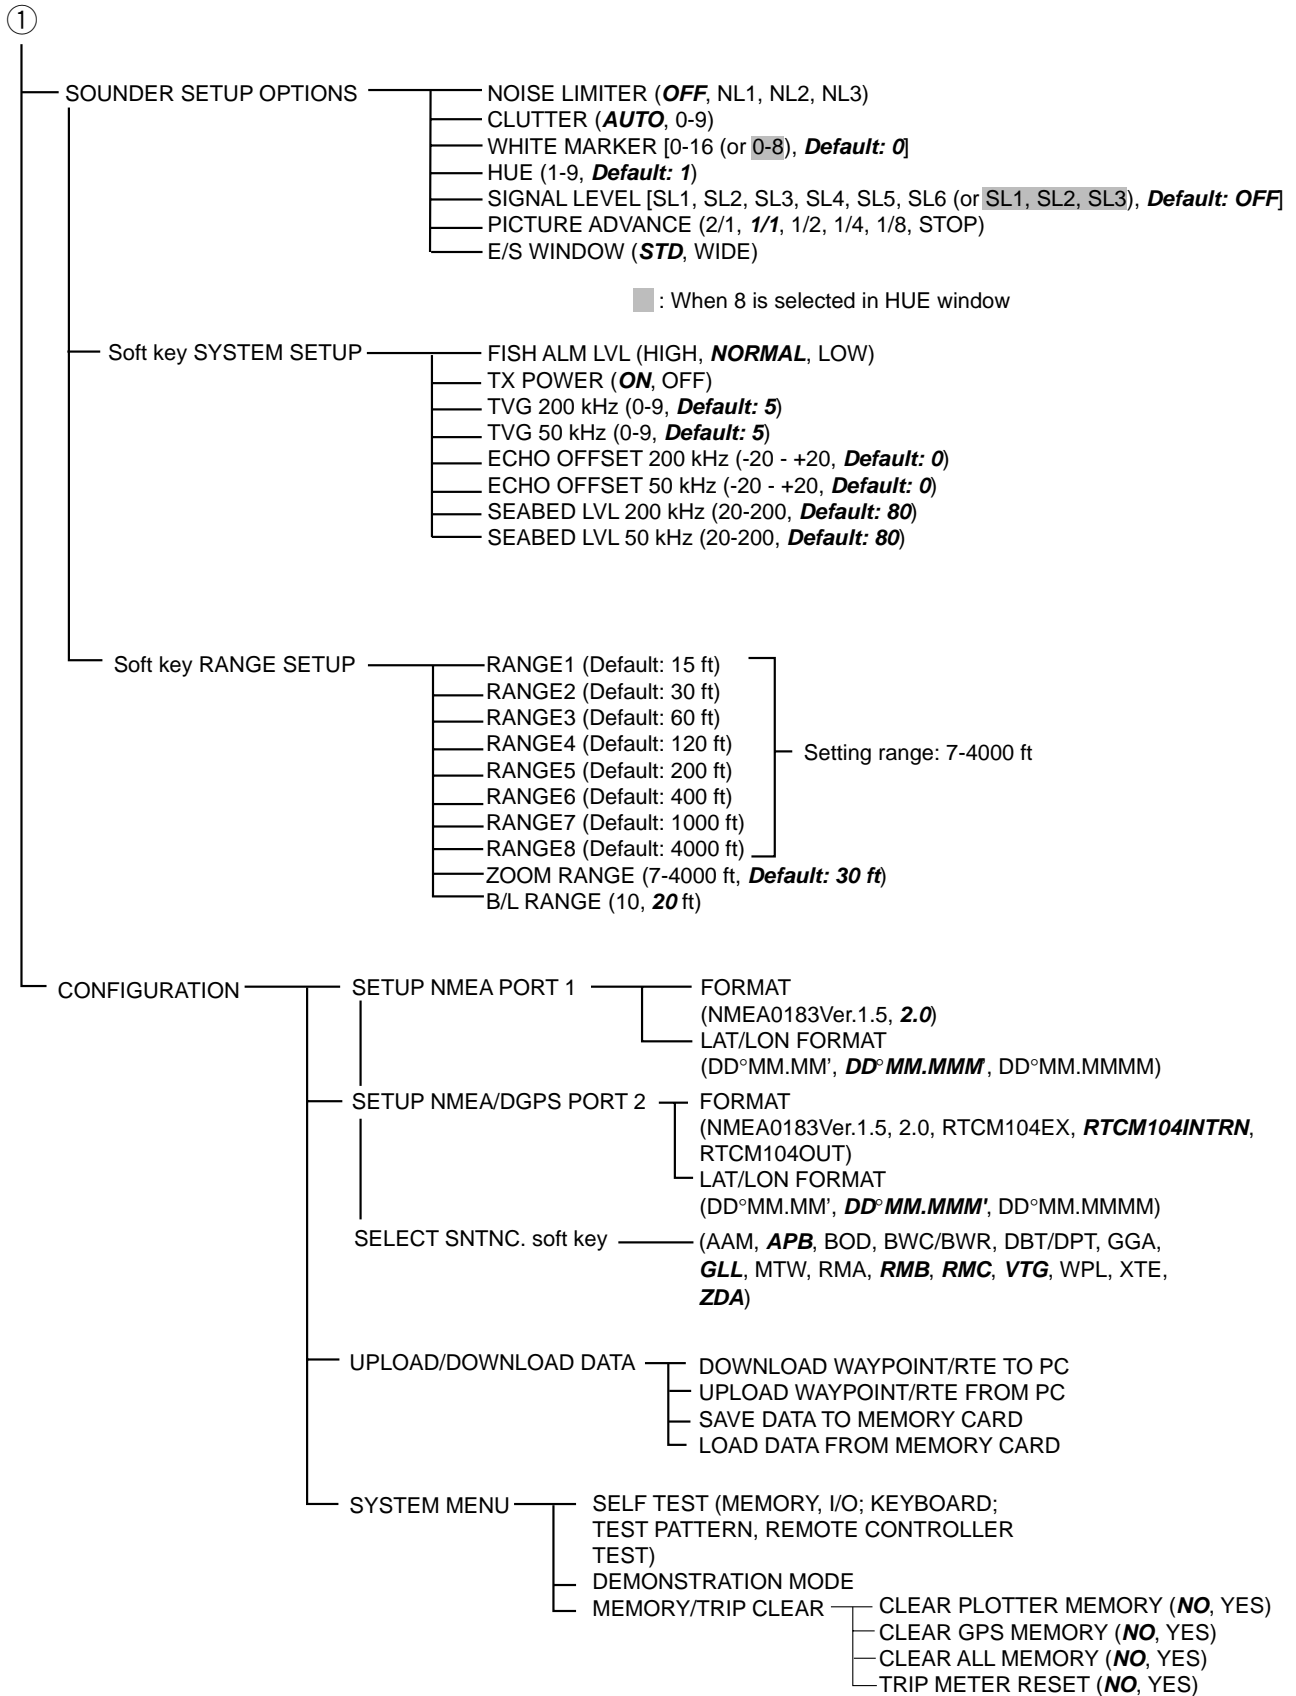 1
SOUNDER SETUP OPTIONS
NOISE LIMITER (OFF, NL1, NL2, NL3)
CLUTTER (AUTO, 0-9)
WHITE MARKER [0-16 (or 0-8), Default: 0]
HUE (1-9, Default: 1)
SIGNAL LEVEL [SL1, SL2, SL3, SL4, SL5, SL6 (or SL1, SL2, SL3), Default: OFF]
PICTURE ADVANCE (2/1, 1/1, 1/2, 1/4, 1/8, STOP)
E/S WINDOW (STD, WIDE)
: When 8 is selected in HUE window
Soft key SYSTEM SETUP
FISH ALM LVL (HIGH, NORMAL, LOW)
TX POWER (ON, OFF)
TVG 200 kHz (0-9, Default: 5)
TVG 50 kHz (0-9, Default: 5)
ECHO OFFSET 200 kHz (-20 - +20, Default: 0)
ECHO OFFSET 50 kHz (-20 - +20, Default: 0)
SEABED LVL 200 kHz (20-200, Default: 80)
SEABED LVL 50 kHz (20-200, Default: 80)
Soft key RANGE SETUP
RANGE1 (Default: 15 ft)
RANGE2 (Default: 30 ft)
RANGE3 (Default: 60 ft)
RANGE4 (Default: 120 ft)
RANGE5 (Default: 200 ft)
RANGE6 (Default: 400 ft)
RANGE7 (Default: 1000 ft)
RANGE8 (Default: 4000 ft)
Setting range: 7-4000 ft
ZOOM RANGE (7-4000 ft, Default: 30 ft)
B/L RANGE (10, 20 ft)
CONFIGURATION
SETUP NMEA PORT 1
FORMAT
(NMEA0183Ver.1.5, 2.0)
LAT/LON FORMAT
(DD°MM.MM’, DD°MM.MMM’, DD°MM.MMMM)
SETUP NMEA/DGPS PORT 2
FORMAT
(NMEA0183Ver.1.5, 2.0, RTCM104EX, RTCM104INTRN,
RTCM104OUT)
LAT/LON FORMAT
(DD°MM.MM’, DD°MM.MMM', DD°MM.MMMM)
SELECT SNTNC. soft key
(AAM, APB, BOD, BWC/BWR, DBT/DPT, GGA,
GLL, MTW, RMA, RMB, RMC, VTG, WPL, XTE,
ZDA)
UPLOAD/DOWNLOAD DATA
DOWNLOAD WAYPOINT/RTE TO PC
UPLOAD WAYPOINT/RTE FROM PC
SAVE DATA TO MEMORY CARD
LOAD DATA FROM MEMORY CARD
SYSTEM MENU
SELF TEST (MEMORY, I/O; KEYBOARD;
TEST PATTERN, REMOTE CONTROLLER
TEST)
DEMONSTRATION MODE
MEMORY/TRIP CLEAR
CLEAR PLOTTER MEMORY (NO, YES)
CLEAR GPS MEMORY (NO, YES)
CLEAR ALL MEMORY (NO, YES)
TRIP METER RESET (NO, YES)